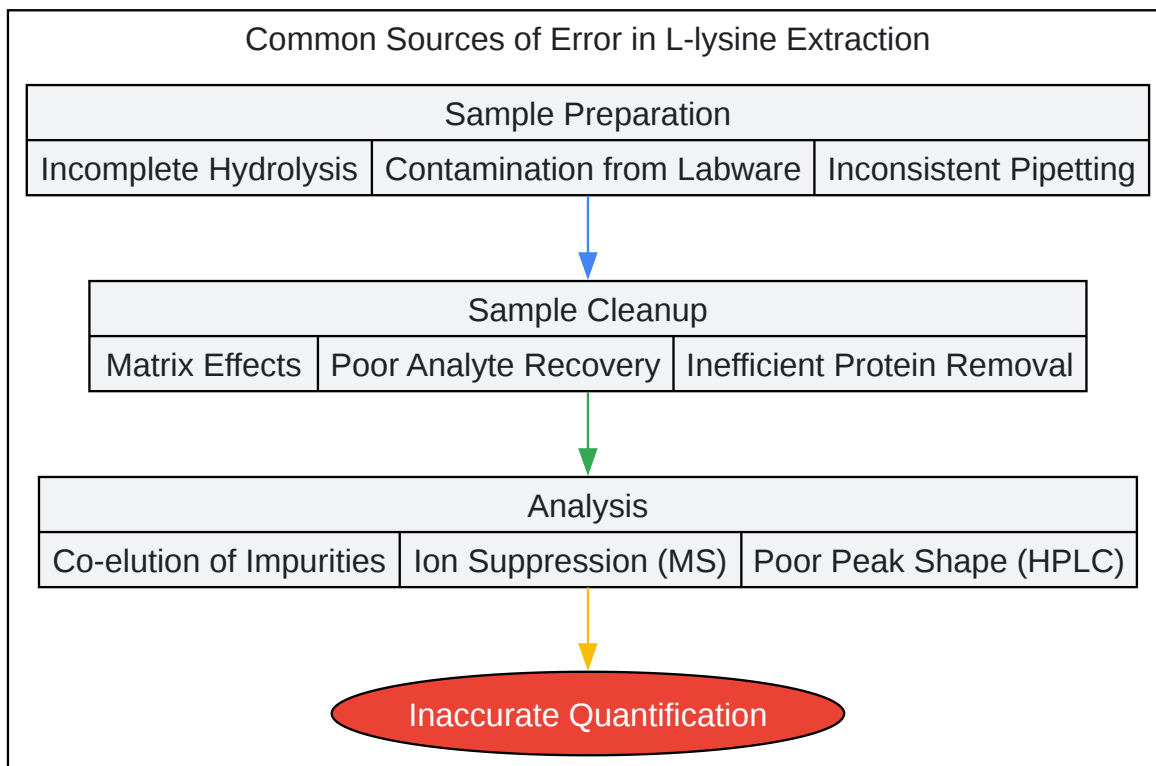 Common Sources of Error in L-lysine Extraction
Sample Preparation
Incomplete Hydrolysis
Contamination from Labware
Inconsistent Pipetting
Sample Cleanup
Matrix Effects
Poor Analyte Recovery
Inefficient Protein Removal
Analysis
Co-elution of Impurities
Ion Suppression (MS)
Poor Peak Shape (HPLC)
Inaccurate Quantification